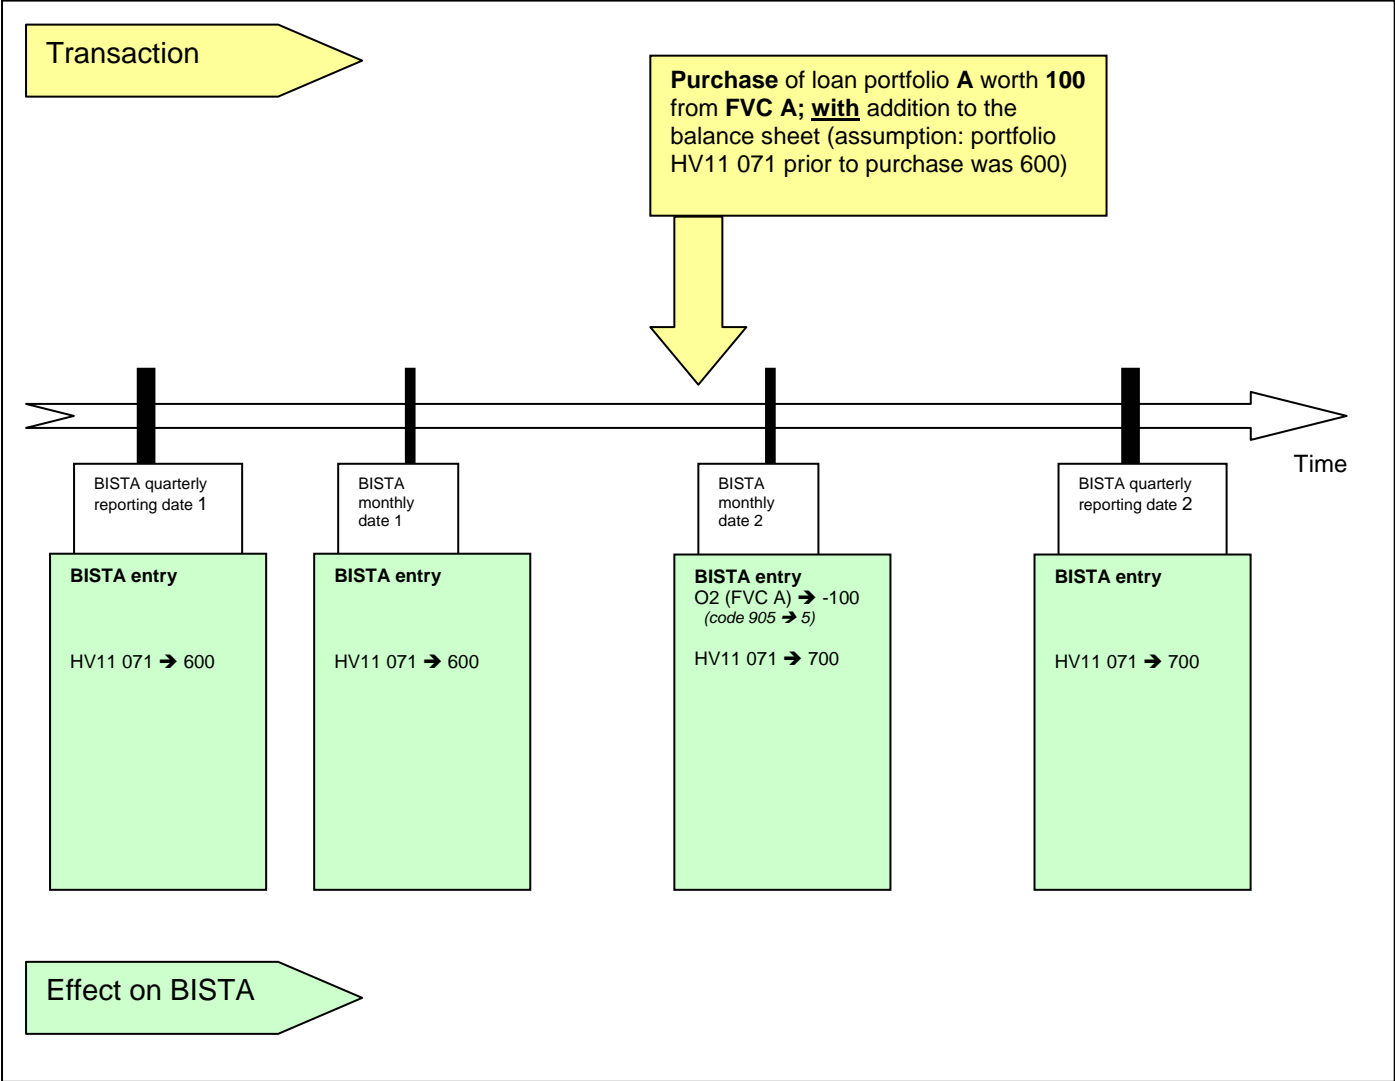 Transaction
Purchase of loan portfolio A worth 100
from FVC A; with addition to the
balance sheet (assumption: portfolio
HV11 071 prior to purchase was 600)
Time
BISTA quarterly
reporting date 1
BISTA
monthly
date 1
BISTA
monthly
date 2
BISTA quarterly
reporting date 2
BISTA entry
HV11 071 ➔ 600
BISTA entry
HV11 071 ➔ 600
BISTA entry
O2 (FVC A) ➔ -100
(code 905 ➔ 5)
HV11 071 ➔ 700
BISTA entry
HV11 071 ➔ 700
Effect on BISTA